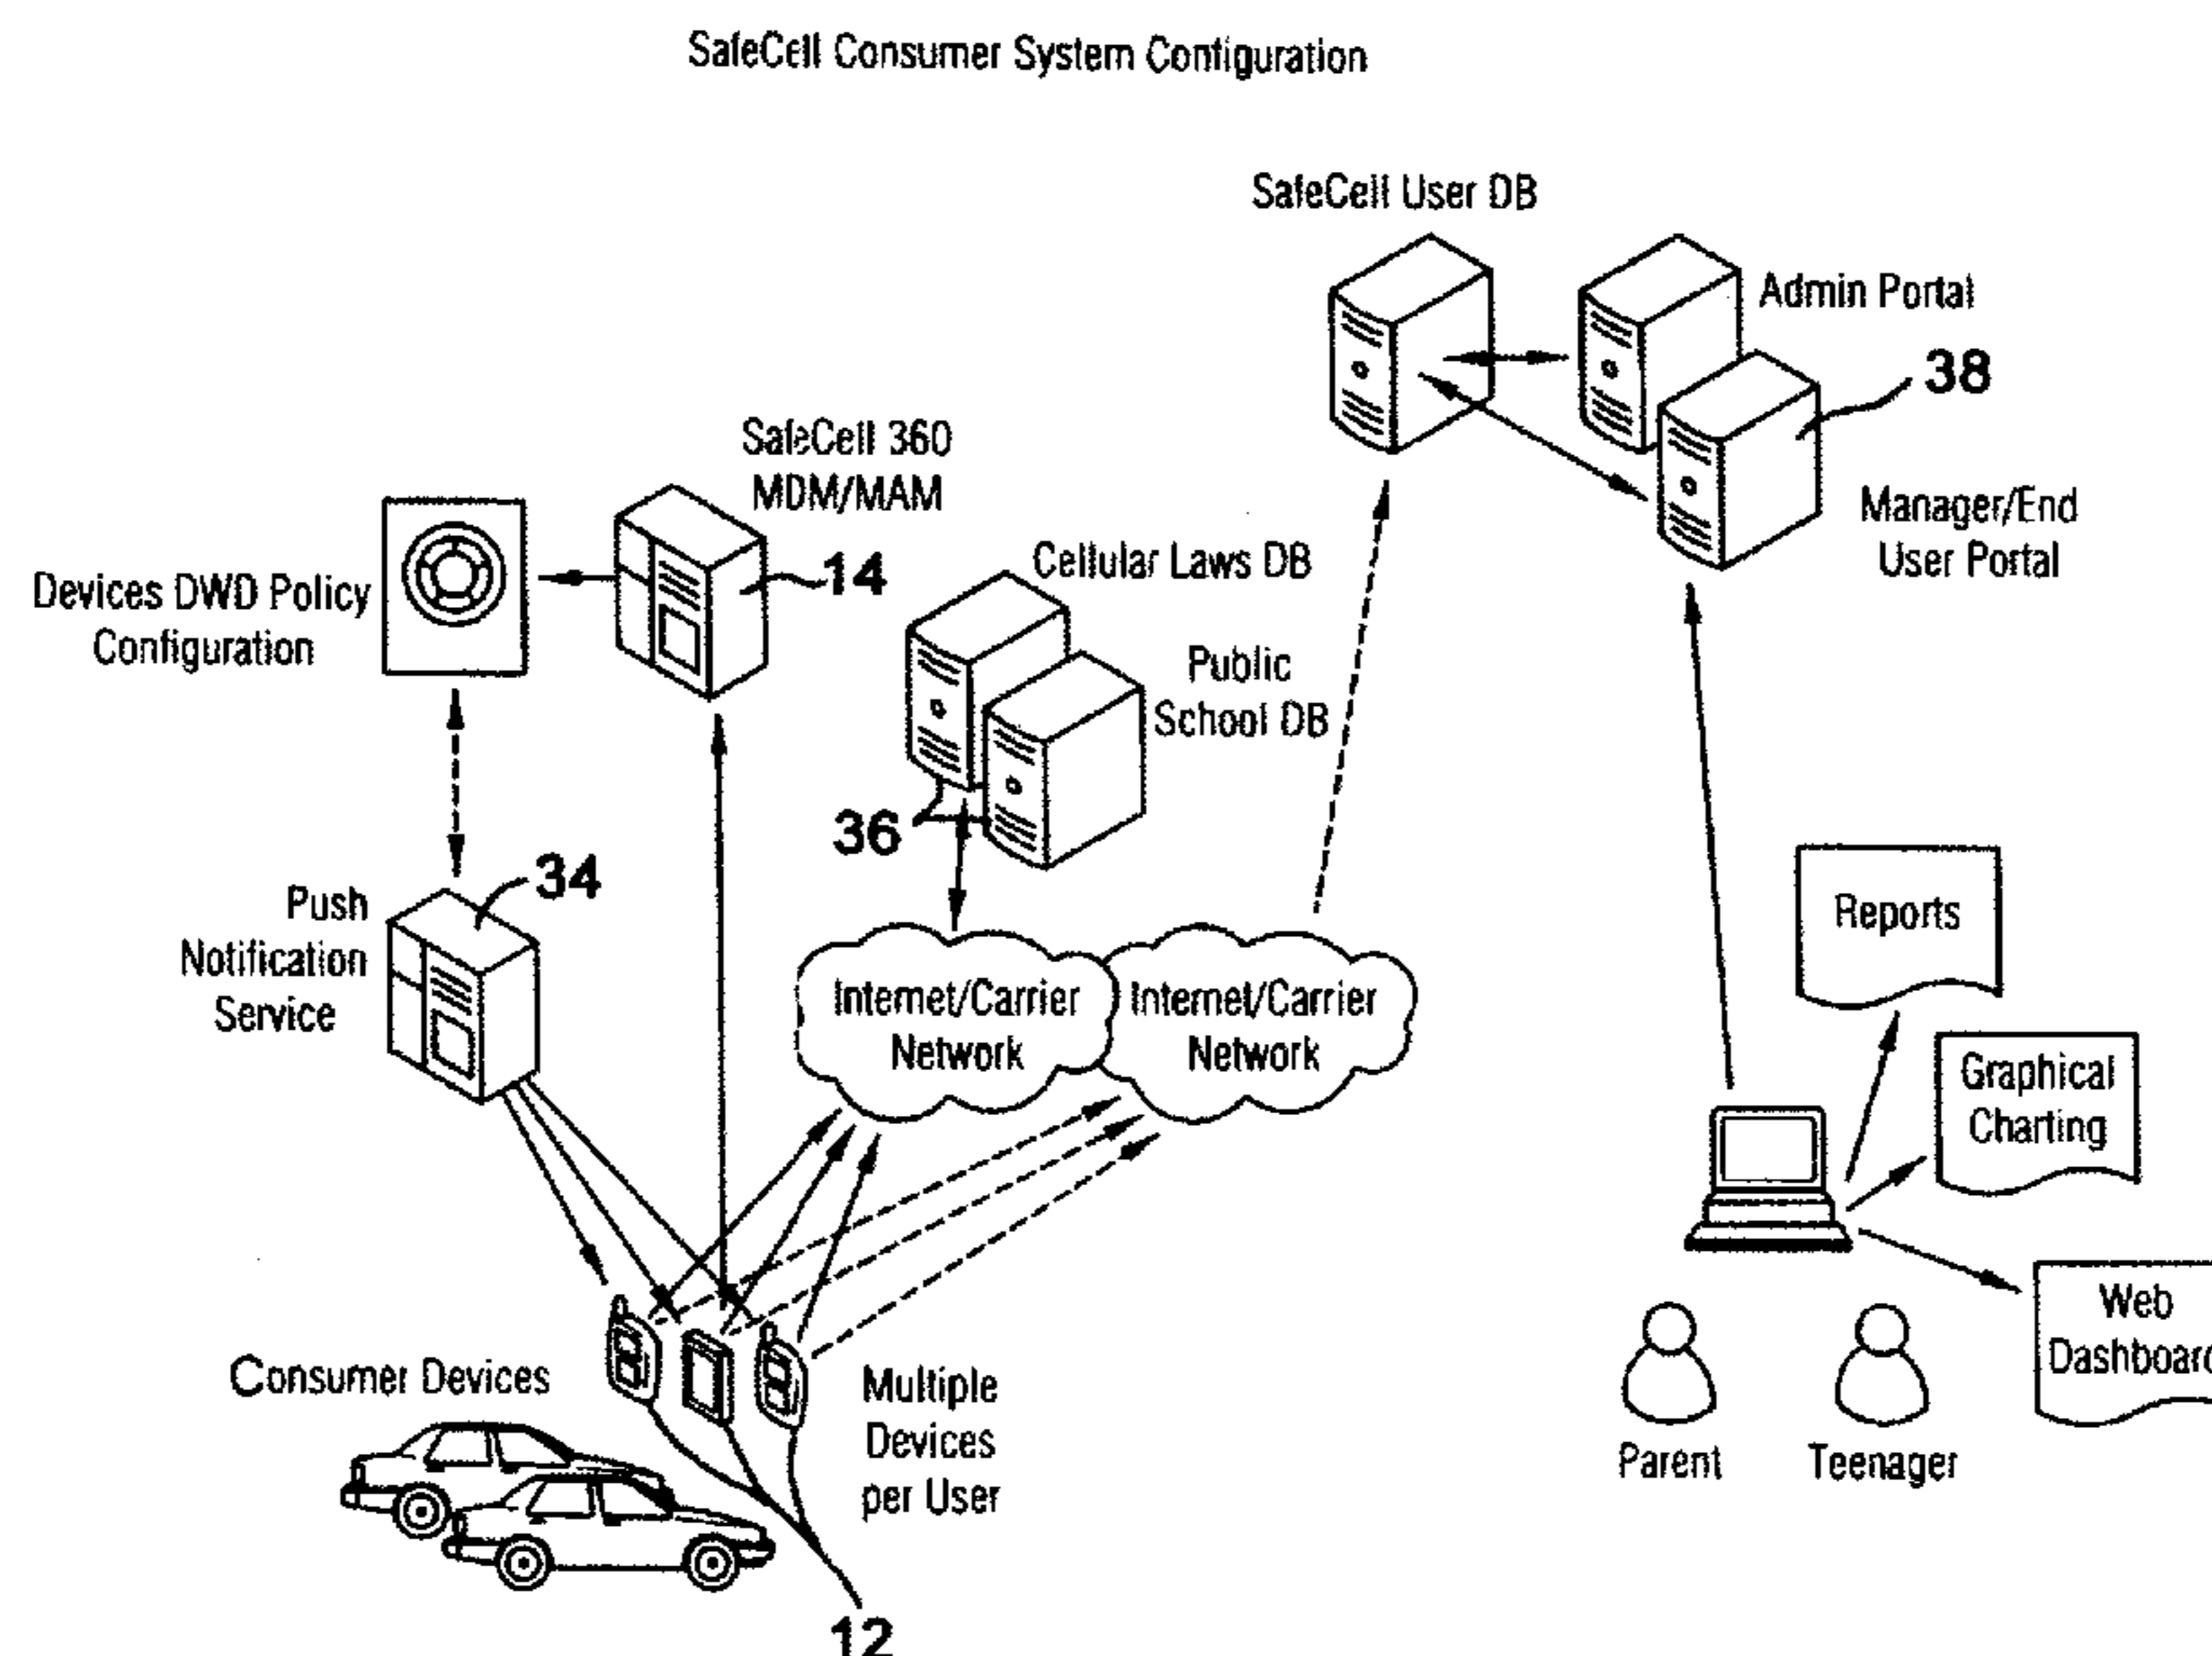 SafeCell Consumer System Configuration
SafeCell User DB
Admin Portal
38
Manager/End
User Portal
SafeCell 360
MDM/MAM
14
Devices DWD Policy
Configuration
Cellular Laws DB
Public
School DB
36
Push
Notification
Service
34
Internet/Carrier
Network
Internet/Carrier
Network
Reports
Graphical
Charting
Web
Dashboard
Consumer Devices
Multiple
Devices
per User
Parent
Teenager
12